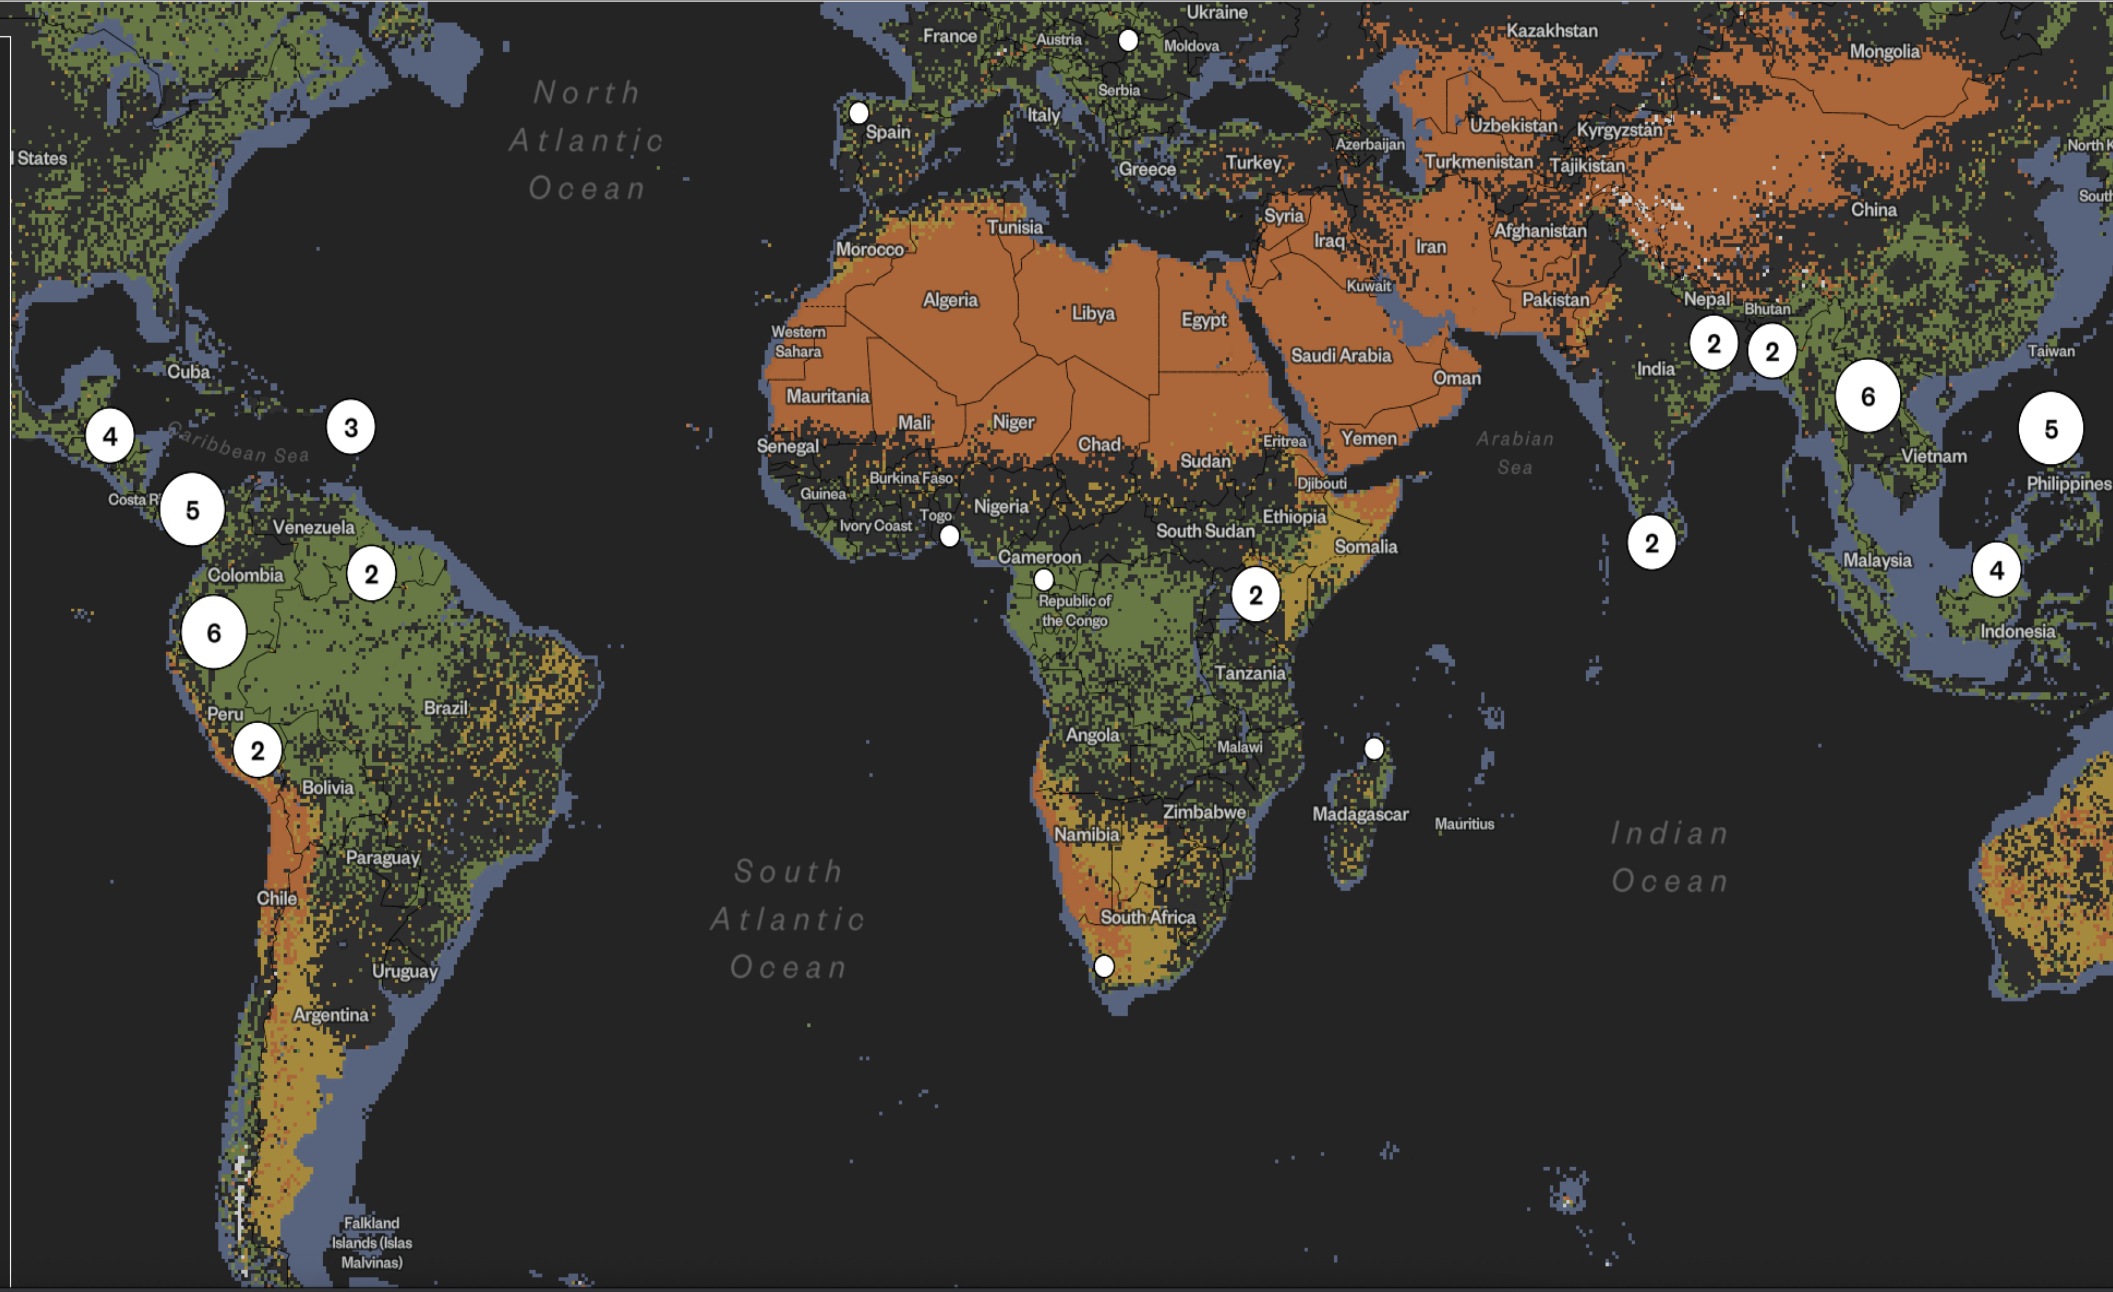 Ukraine
Kazakhstan
France
Austria
Moldova
Mongolia
North
Atlantic
Ocean
Serbia
Italy
Spain
Uzbekistan
Kyrgyzstan
Azerbaijan
l States
North K
Greece
Turkey
Turkmenistan
Tajikistan
South
Syria
China
Tunisia
Morocco
Iraq
Iran
Afghanistan
Kuwait
Algeria
Libya
Egypt
Pakistan
Nepal
Bhutan
Western
Sahara
2
2
Taiwan
Saudi Arabia
Cuba
India
Oman
Mauritania
6
4
3
Mali
Niger
Chad
Caribbean Sea
Senegal
Eritrea
Yemen
Arabian
Sea
5
Sudan
Vietnam
Burkina Faso
Djibouti
Philippines
Guinea
Costa R
5
Nigeria
Togo
Ivory Coast
Ethiopia
Venezuela
South Sudan
Somalia
2
Cameroon
Malaysia
4
Colombia
2
Republic of
the Congo
2
6
Indonesia
Tanzania
Peru
Brazil
Angola
Malawi
2
Bolivia
Zimbabwe
Madagascar
Mauritius
Namibia
Indian
Ocean
Paraguay
South
Atlantic
Ocean
Chile
South Africa
Uruguay
Argentina
Falkland
Islands (Islas
Malvinas)